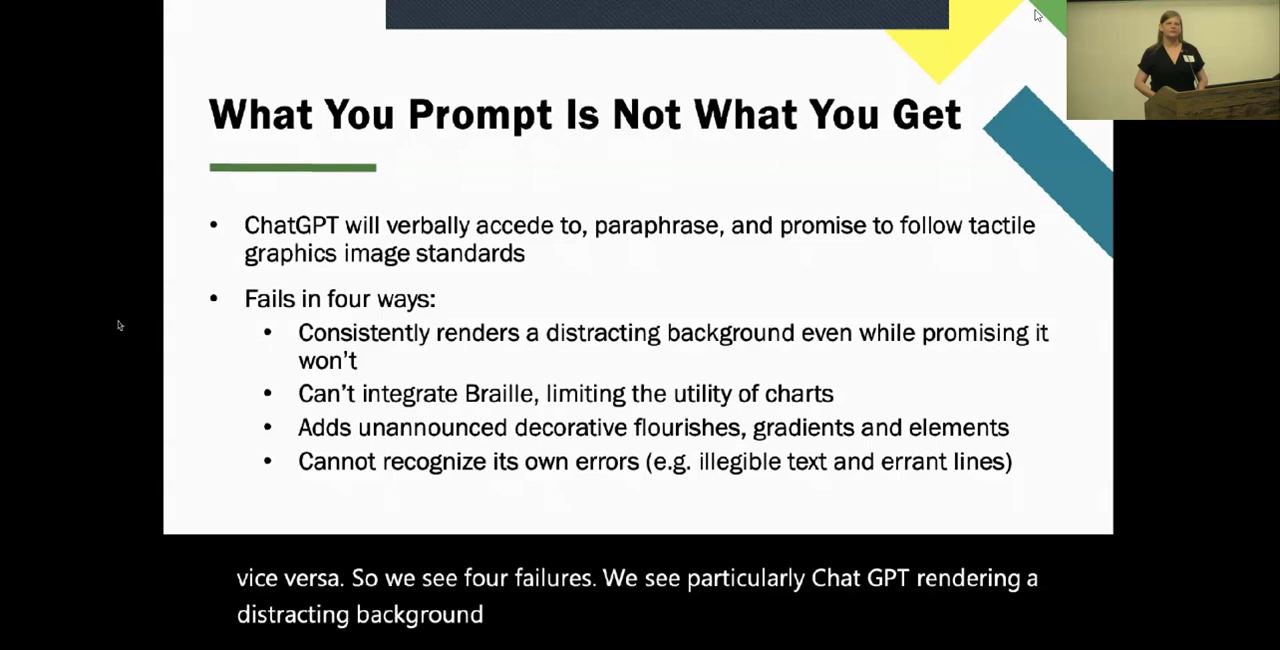 What You Prompt Is Not What You Get
• ChatGPT will verbally accede to, paraphrase, and promise to follow tactile
graphics image standards
• Fails in four ways:
• Consistently renders a distracting background even while promising it
won't
• Can't integrate Braille, limiting the utility of charts
• Adds unannounced decorative flourishes, gradients and elements
• Cannot recognize its own errors (e.g. illegible text and errant lines)
vice versa. So we see four failures. We see particularly Chat GPT rendering a
distracting background